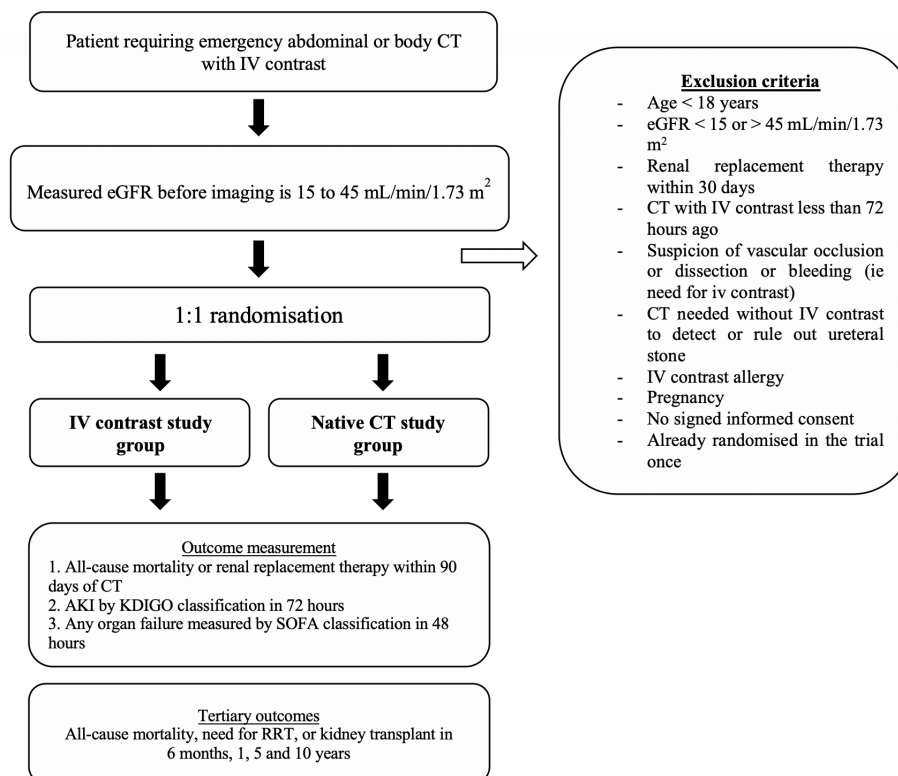 Patient requiring emergency abdominal or body CT
with IV contrast
Measured eGFR before imaging is 15 to 45 mL/min/1.73 m²
1:1 randomisation
IV contrast study
group
Native CT study
group
Outcome measurement
1. All-cause mortality or renal replacement therapy within 90
days of CT
2. AKI by KDIGO classification in 72 hours
3. Any organ failure measured by SOFA classification in 48
hours
Tertiary outcomes
All-cause mortality, need for RRT, or kidney transplant in
6 months, 1, 5 and 10 years
Exclusion criteria
- Age < 18 years
- eGFR < 15 or > 45 mL/min/1.73
m²
- Renal replacement therapy
within 30 days
- CT with IV contrast less than 72
hours ago
- Suspicion of vascular occlusion
or dissection or bleeding (ie
need for iv contrast)
- CT needed without IV contrast
to detect or rule out ureteral
stone
- IV contrast allergy
- Pregnancy
- No signed informed consent
- Already randomised in the trial
once